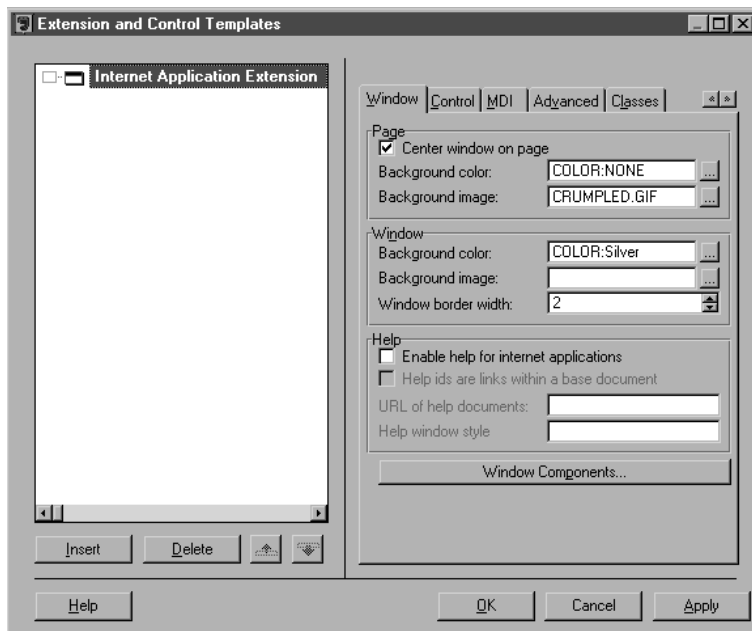 Extension and Control Templates
Internet Application Extension
Window Control MDI Advanced Classes
Page
Center window on page
Background color: COLOR:NONE ...
Background image: CRUMPLED.GIF ...
Window
Background color: COLOR:Silver ...
Background image: ...
Window border width: 2
Help
Enable help for internet applications
Help ids are links within a base document
URL of help documents:
Help window style
Window Components...
Insert Delete
Help OK Cancel Apply